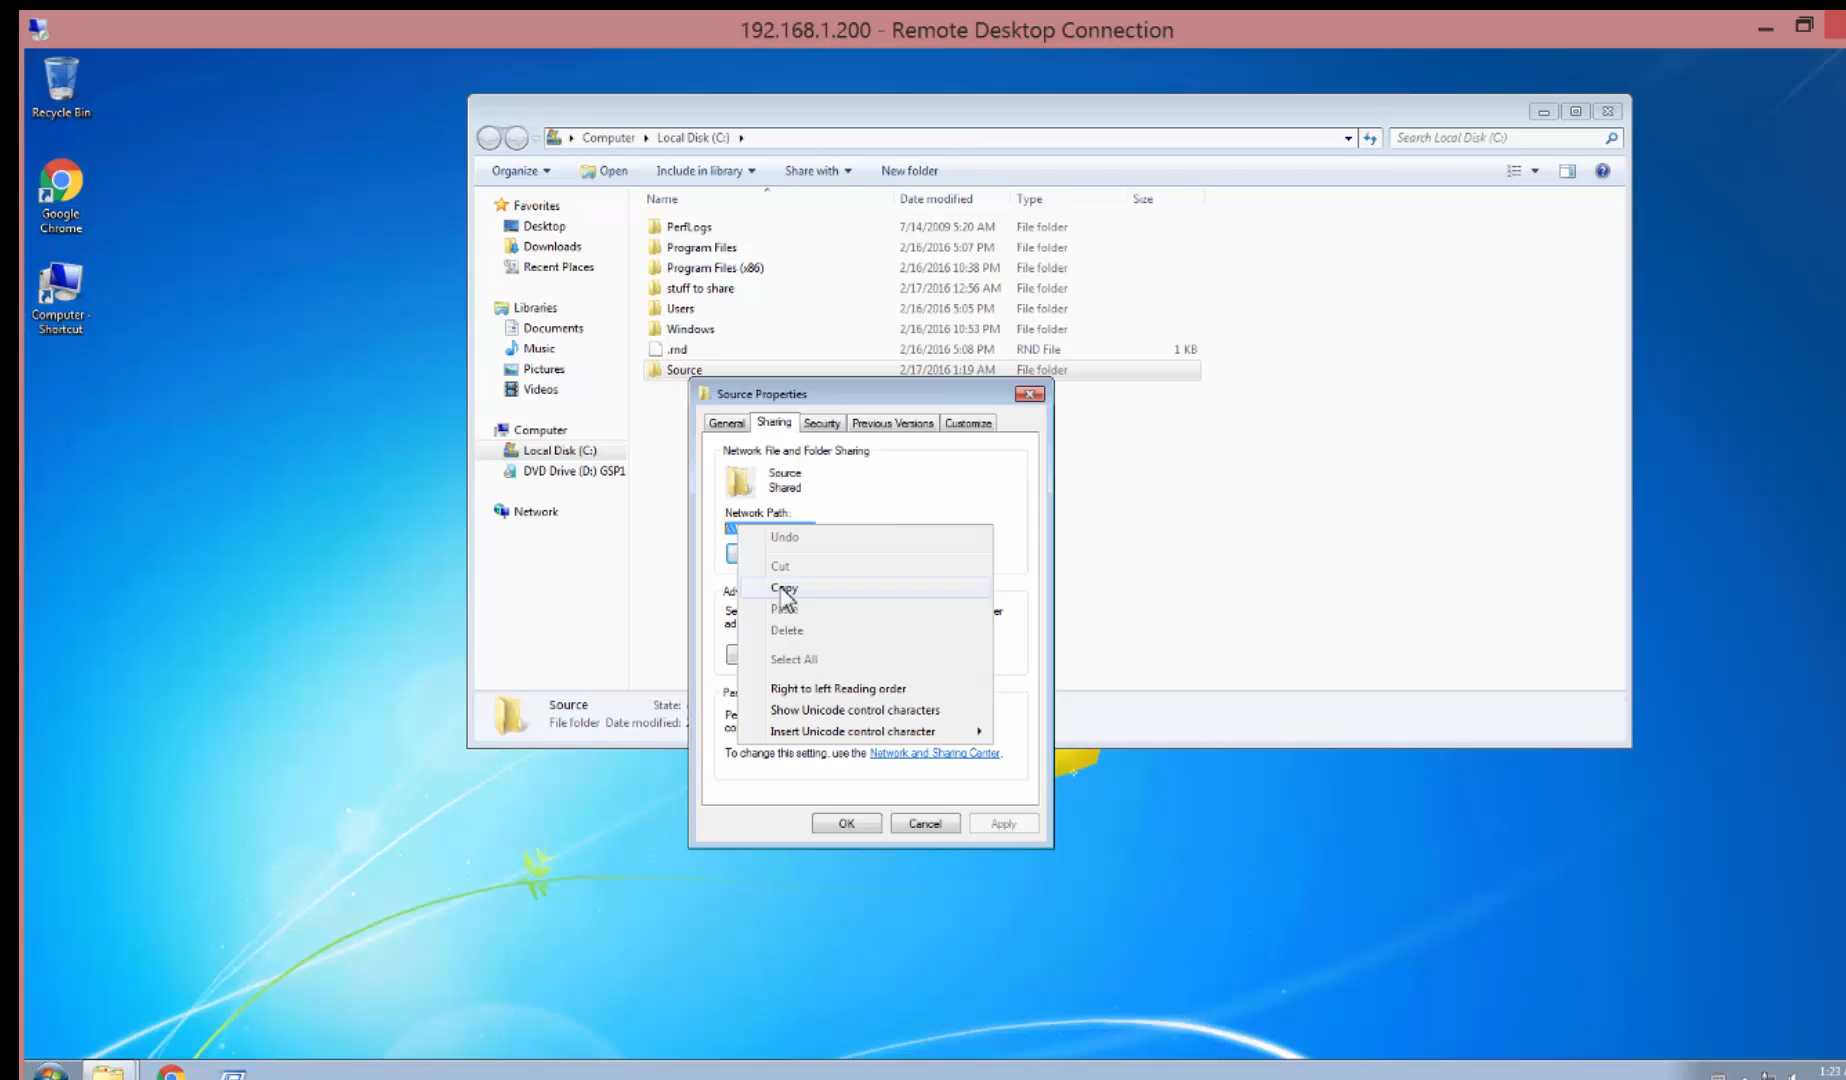 192.168.1.200 - Remote Desktop Connection
Recycle Bin
Google
Chrome
Computer -
Shortcut
Computer Local Disk (C:)
Search Local Disk (C:)
Organize Open Include in library Share with New folder
Name Date modified Type Size
Favorites
Desktop
Downloads
Recent Places
Libraries
Documents
Music
Pictures
Videos
Computer
Local Disk (C:)
DVD Drive (D:) GSP1
Network
PerfLogs 7/14/2009 5:20 AM File folder
Program Files 2/16/2016 5:07 PM File folder
Program Files (x86) 2/16/2016 10:38 PM File folder
stuff to share 2/17/2016 12:56 AM File folder
Users 2/16/2016 5:05 PM File folder
Windows 2/16/2016 10:53 PM File folder
.rnd 2/16/2016 5:08 PM RND File 1 KB
Source 2/17/2016 1:19 AM File folder
Source Properties
General Sharing Security Previous Versions Customize
Network File and Folder Sharing
Source
Shared
Network Path:
Undo
Cut
Copy
Paste
Delete
Select All
Right to left Reading order
Show Unicode control characters
Insert Unicode control character
To change this setting, use the Network and Sharing Center.
OK Cancel Apply
Source State:
File folder Date modified:
1:23